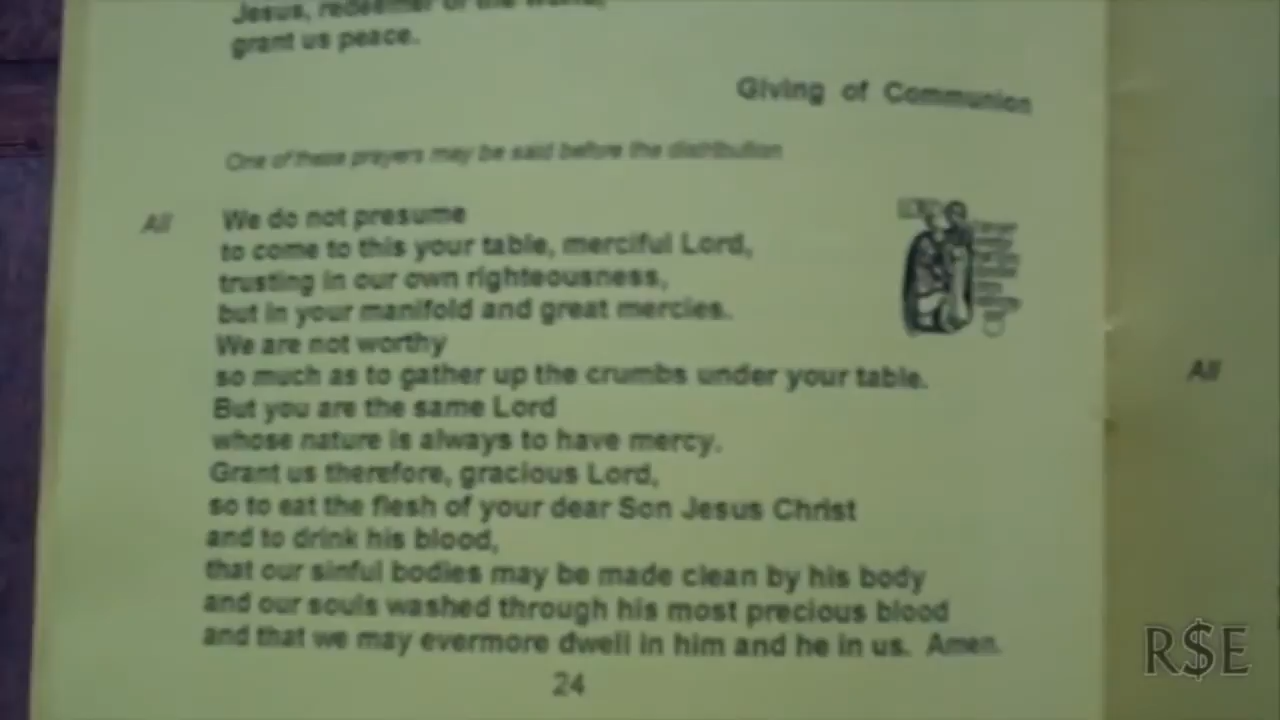 Jesus, redeemer of the world,
grant us peace.
Giving of Communion
One of these prayers may be said before the distribution
All
We do not presume
to come to this your table, merciful Lord,
trusting in our own righteousness,
but in your manifold and great mercies.
We are not worthy
so much as to gather up the crumbs under your table.
But you are the same Lord
whose nature is always to have mercy.
Grant us therefore, gracious Lord,
so to eat the flesh of your dear Son Jesus Christ
and to drink his blood,
that our sinful bodies may be made clean by his body
and our souls washed through his most precious blood
and that we may evermore dwell in him and he in us. Amen.
24
All
R$E